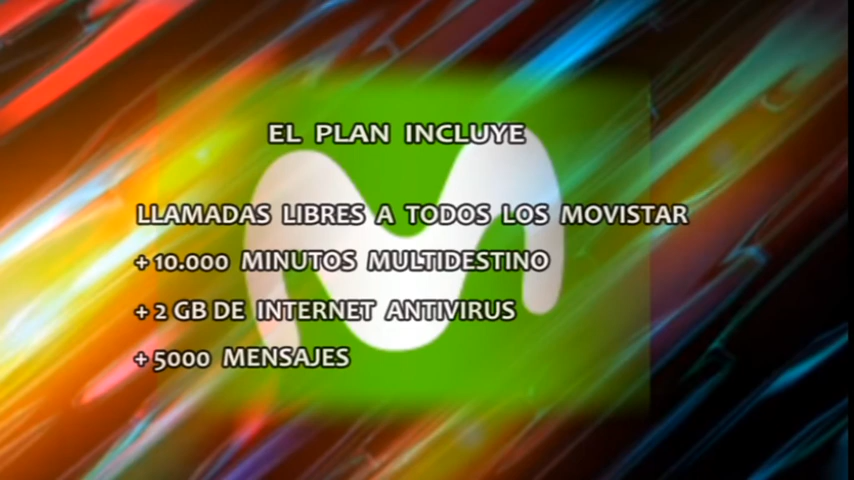 EL PLAN INCLUYE
LLAMADAS LIBRES A TODOS LOS MOVISTAR
+ 10.000 MINUTOS MULTIDESTINO
+ 2 GB DE INTERNET ANTIVIRUS
+ 5000 MENSAJES